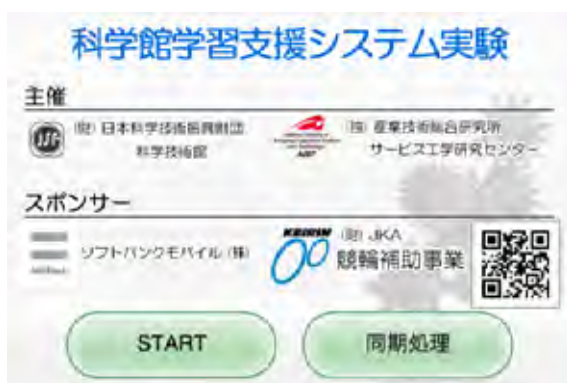 科学館学習支援システム実験
主催
(財) 日本科学技術振興財団
科学技術館
(独) 産業技術総合研究所
サービス工学研究センター
スポンサー
ソフトバンクモバイル (株)
KEIRIN
(財) JKA
競輪補助事業
START
同期処理